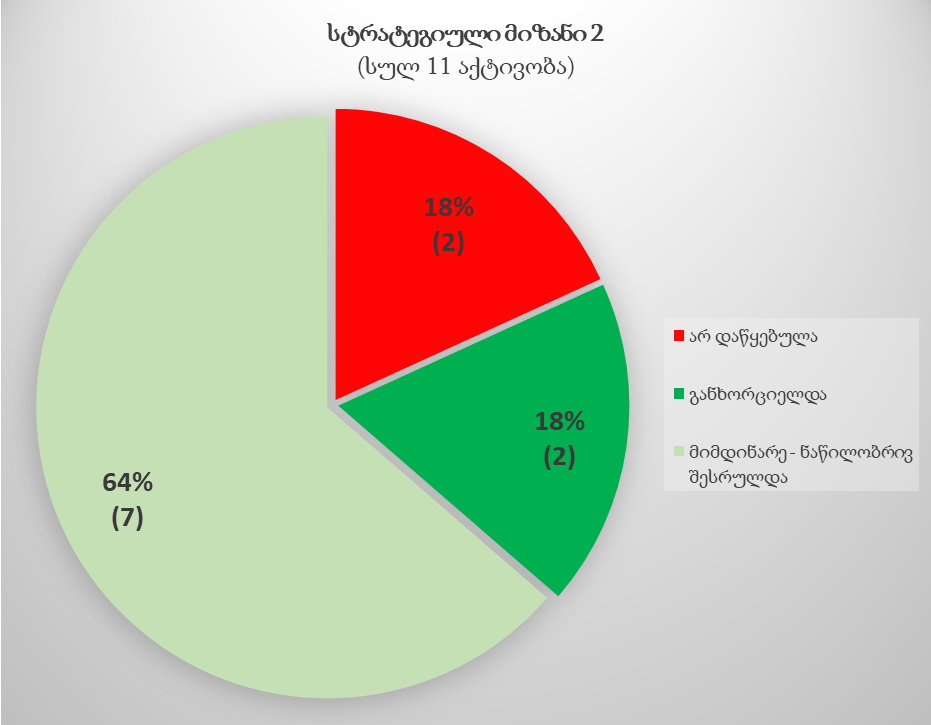 სტრატეგიული მიზანი 2
(სულ 11 აქტივობა)
18%
(2)
18%
(2)
64%
(7)
არ დაწყებულა
განხორციელდა
მიმდინარე - ნაწილობრივ
შესრულდა